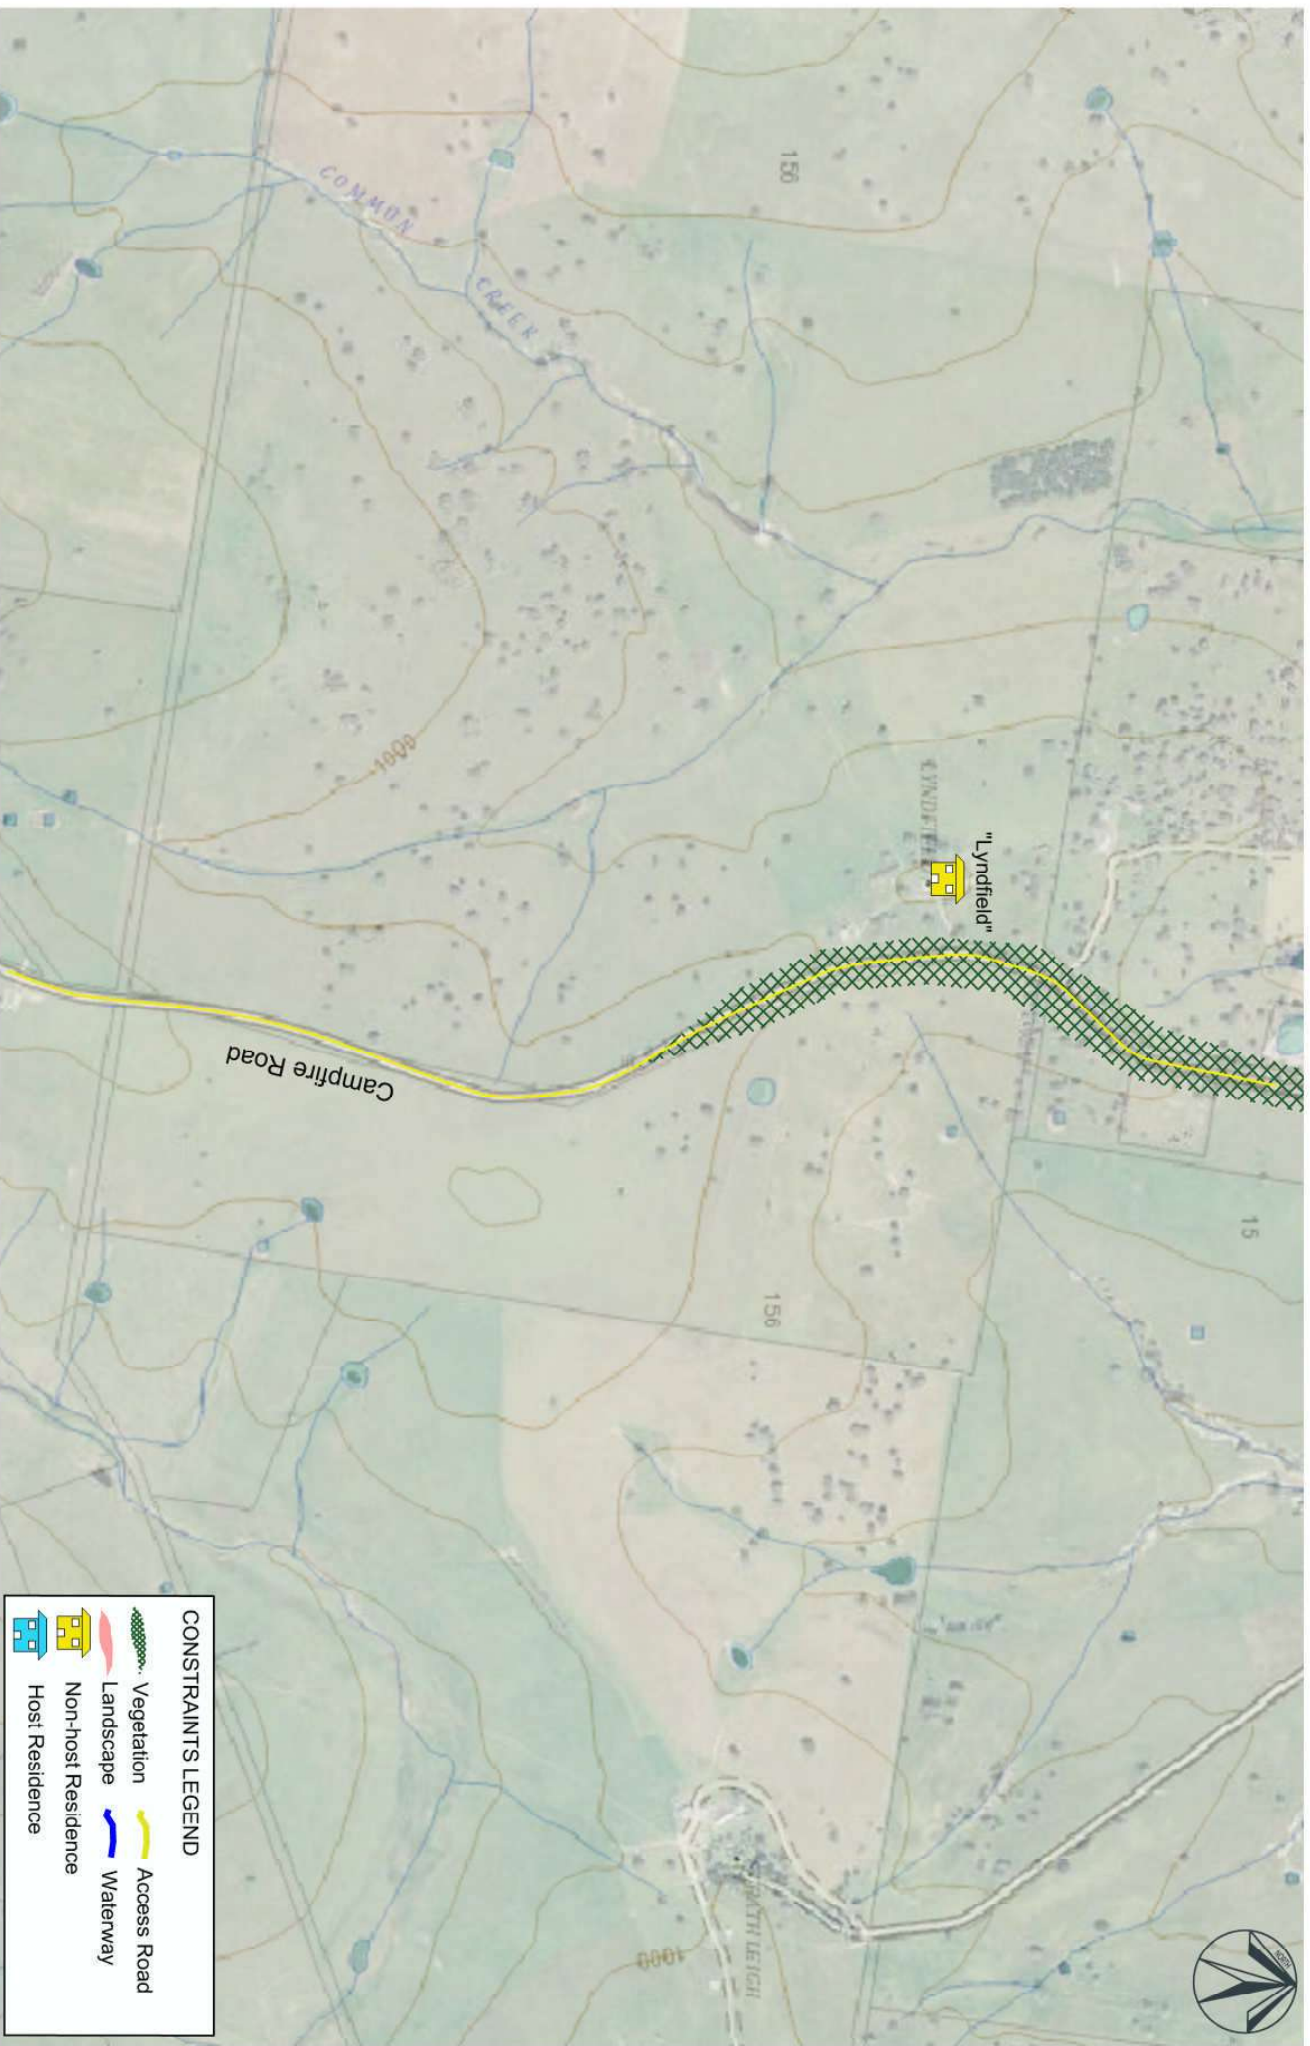 156
COMMON
CREEK
1000
LYNDFIELD
"Lyndfield"
Campfire Road
15
156
1000
NORTH
CONSTRAINTS LEGEND
Vegetation Access Road
Landscape Waterway
Non-host Residence
Host Residence